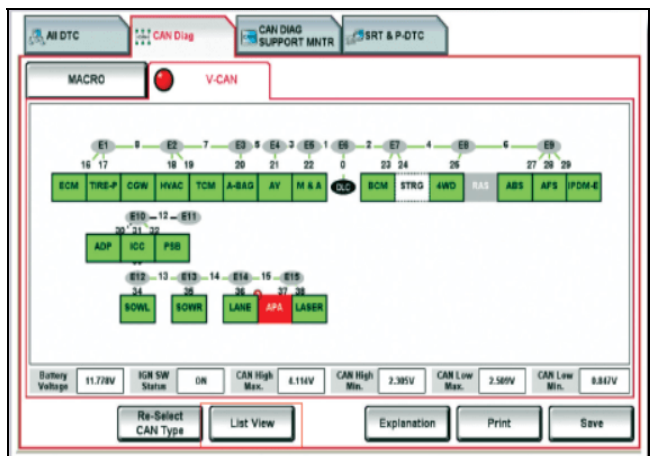 All DTC
CAN Diag
CAN DIAG
SUPPORT MNTR
SRT & P-DTC
MACRO
V-CAN
E1 8 E2 7 E3 5 E4 3 E5 1 E6 2 E7 4 E8 6 E9
16 17 18 19 20 21 22 0 23 24 25 27 28 29
ECM TIRE-P CGW HVAC TCM A-BAG AV M & A DLC BCM STRG 4WD RAS ABS AFS IPDM-E
E10 12 E11
30 31 32
ADP ICC PSB
E12 13 E13 14 E14 15 E15
34 35 36 37 38
SOWL SOWR LANE APA LASER
Battery
Voltage
11.778V
IGN SW
Status
ON
CAN High
Max.
4.114V
CAN High
Min.
2.305V
CAN Low
Max.
2.509V
CAN Low
Min.
0.847V
Re-Select
CAN Type
List View
Explanation
Print
Save